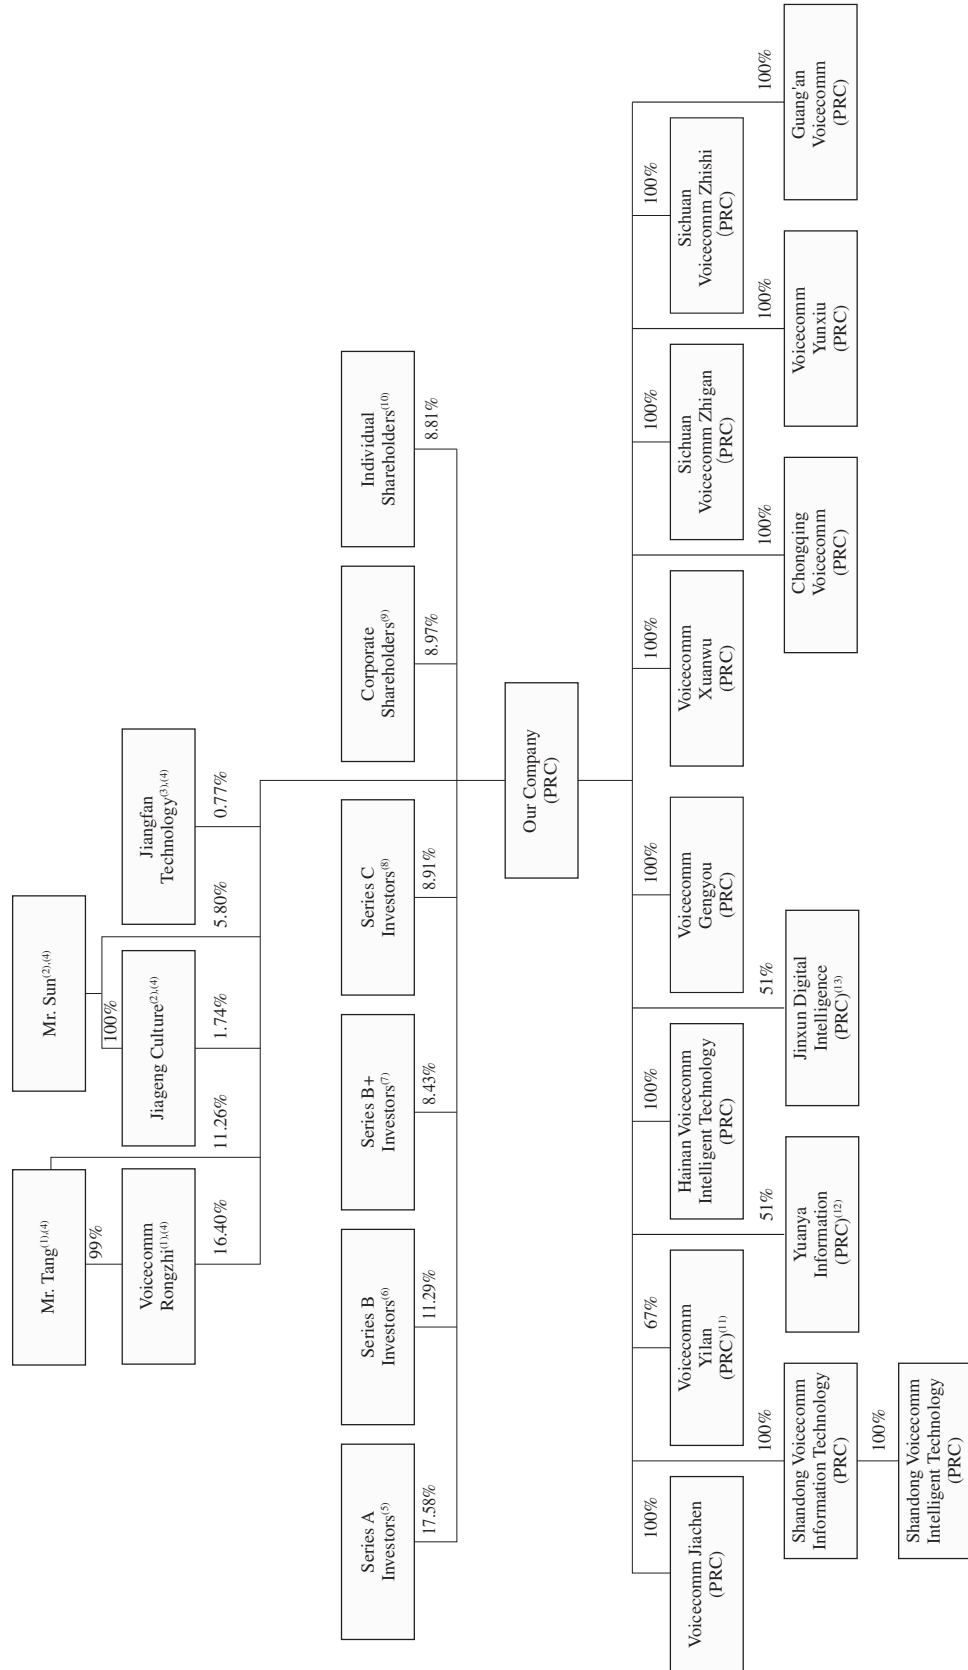 Mr. Tang(1),(4)
Mr. Sun(2),(4)
99%
100%
Voicecomm
Rongzhi(1),(4)
Jiageng Culture(2),(4)
Jiangfan
Technology(3),(4)
16.40%
11.26%
1.74%
5.80%
0.77%
Series A
Investors(5)
Series B
Investors(6)
Series B+
Investors(7)
Series C
Investors(8)
Corporate
Shareholders(9)
Individual
Shareholders(10)
17.58%
11.29%
8.43%
8.91%
8.97%
8.81%
Our Company
(PRC)
100%
67%
100%
100%
100%
100%
100%
Voicecomm Jiachen
(PRC)
Voicecomm
Yilan
(PRC)(11)
Hainan Voicecomm
Intelligent Technology
(PRC)
Voicecomm
Gengyou
(PRC)
Voicecomm
Xuanwu
(PRC)
Sichuan
Voicecomm Zhigan
(PRC)
Sichuan
Voicecomm Zhishi
(PRC)
100%
51%
51%
100%
100%
100%
Shandong Voicecomm
Information Technology
(PRC)
Yuanya
Information
(PRC)(12)
Jinxun Digital
Intelligence
(PRC)(13)
Chongqing
Voicecomm
(PRC)
Voicecomm
Yunxiu
(PRC)
Guang'an
Voicecomm
(PRC)
100%
Shandong Voicecomm
Intelligent Technology
(PRC)